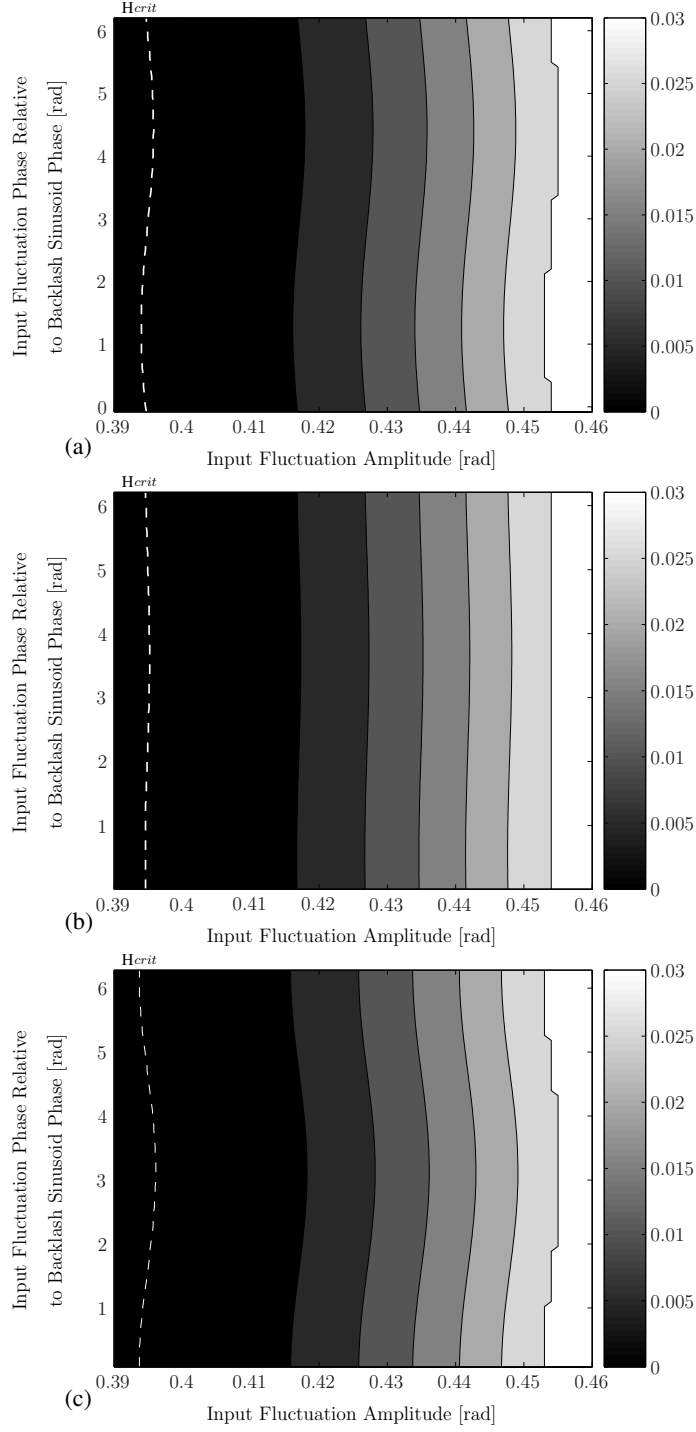 Hcrit
Input Fluctuation Phase Relative
to Backlash Sinusoid Phase [rad]
6
5
4
3
2
1
0
0.39 0.4 0.41 0.42 0.43 0.44 0.45 0.46
Input Fluctuation Amplitude [rad]
(a)
0.03
0.025
0.02
0.015
0.01
0.005
0
Hcrit
Input Fluctuation Phase Relative
to Backlash Sinusoid Phase [rad]
6
5
4
3
2
1
0.39 0.4 0.41 0.42 0.43 0.44 0.45 0.46
Input Fluctuation Amplitude [rad]
(b)
0.03
0.025
0.02
0.015
0.01
0.005
0
Hcrit
Input Fluctuation Phase Relative
to Backlash Sinusoid Phase [rad]
6
5
4
3
2
1
0.39 0.4 0.41 0.42 0.43 0.44 0.45 0.46
Input Fluctuation Amplitude [rad]
(c)
0.03
0.025
0.02
0.015
0.01
0.005
0